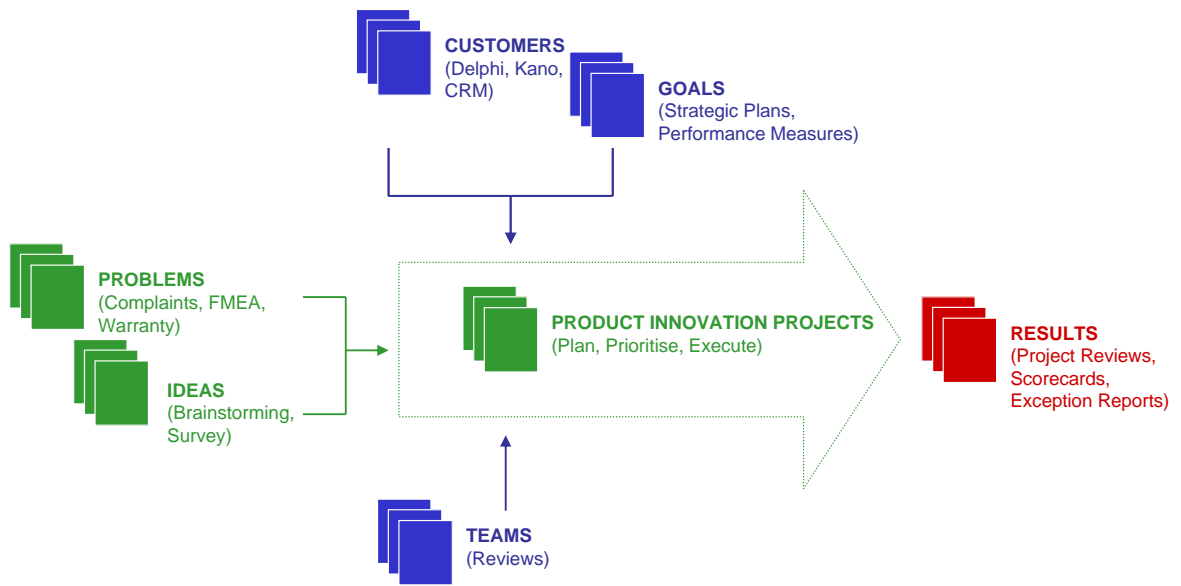 CUSTOMERS
(Delphi, Kano,
CRM)
GOALS
(Strategic Plans,
Performance Measures)
PROBLEMS
(Complaints, FMEA,
Warranty)
IDEAS
(Brainstorming,
Survey)
PRODUCT INNOVATION PROJECTS
(Plan, Prioritise, Execute)
RESULTS
(Project Reviews,
Scorecards,
Exception Reports)
TEAMS
(Reviews)